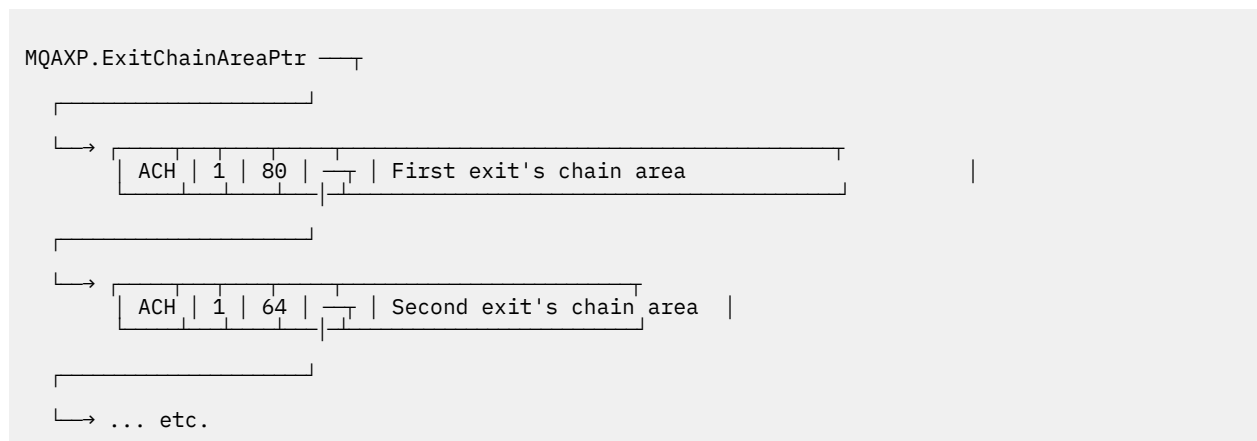 MQAXP.ExitChainAreaPtr
ACH | 1 | 80 | | First exit's chain area |
ACH | 1 | 64 | | Second exit's chain area |
... etc.